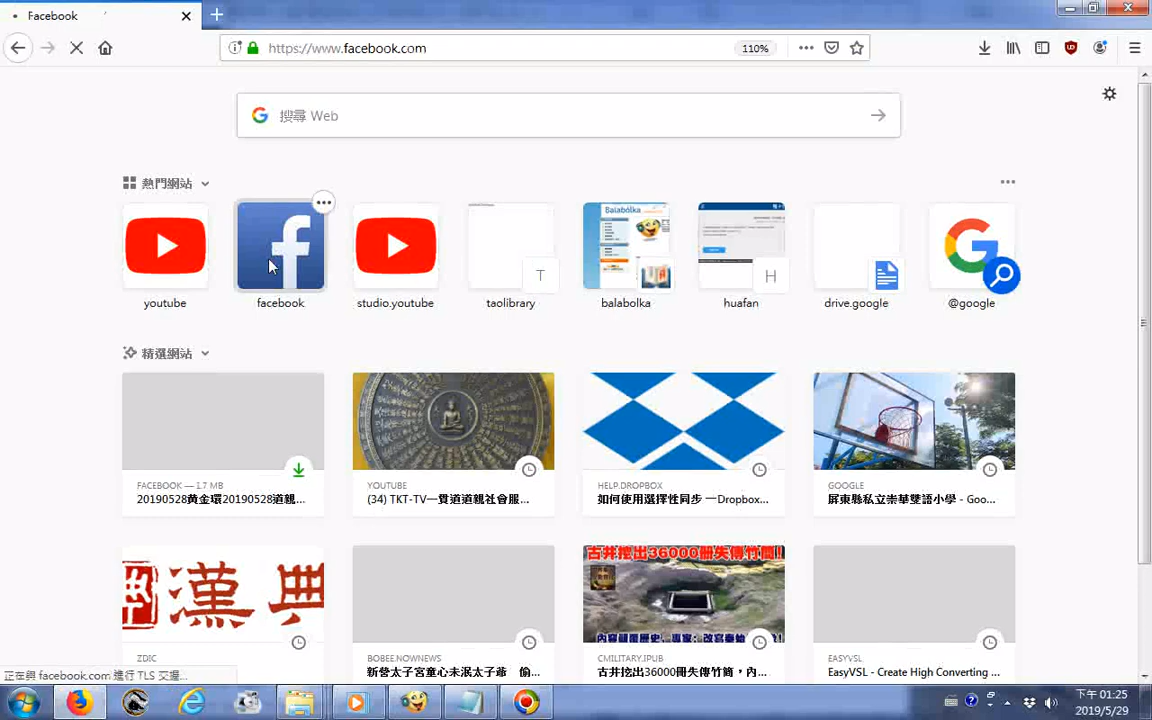 Facebook
https://www.facebook.com
110%
搜尋 Web
熱門網站
youtube
facebook
studio.youtube
T
taolibrary
Balabolka
balabolka
H
huafan
drive.google
@google
精選網站
FACEBOOK — 1.7 MB
20190528黃金環20190528道親...
YOUTUBE
(34) TKT-TV一貫道道親社會服...
HELP.DROPBOX
如何使用選擇性同步 —Dropbox...
GOOGLE
屏東縣私立崇華雙語小學 - Goo...
漢典
ZDIC
BOBEE.NOWNEWS
新營太子宮童心未泯太子爺 偷...
古井挖出36000冊失傳竹簡!
CMILITARY.IPUB
古井挖出36000冊失傳竹簡，內...
EASYVSL
EasyVSL - Create High Converting ...
正在與 facebook.com 進行 TLS 交握...
下午 01:25
2019/5/29